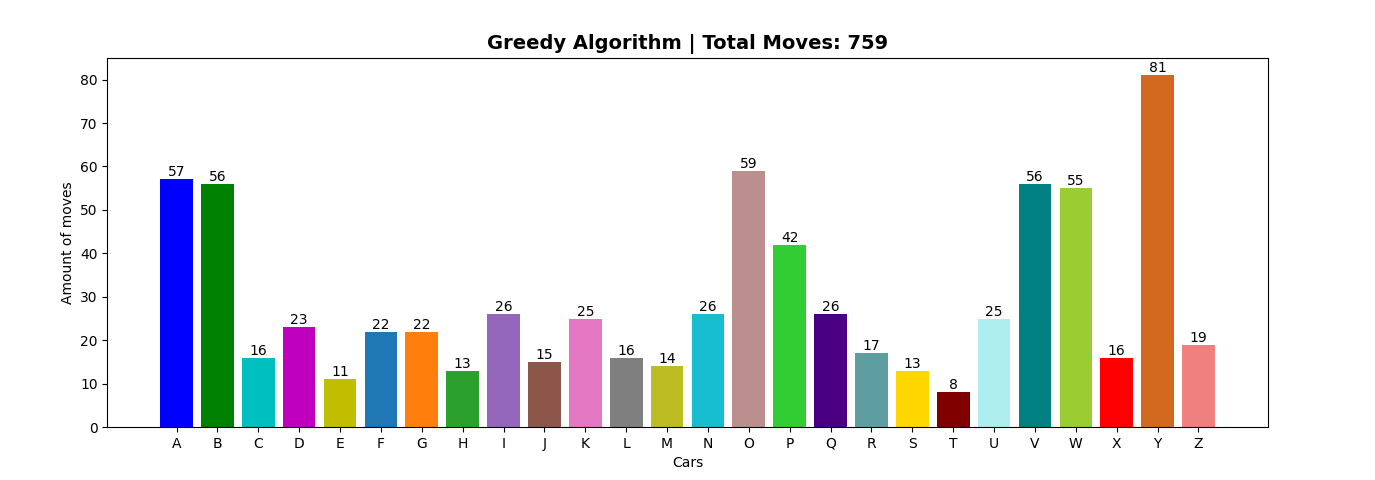 Greedy Algorithm | Total Moves: 759
Amount of moves
80
70
60
50
40
30
20
10
0
57 56 16 23 11 22 22 13 26 15 25 16 14 26 59 42 26 17 13 8 25 56 55 16 81 19
A B C D E F G H I J K L M N O P Q R S T U V W X Y Z
Cars